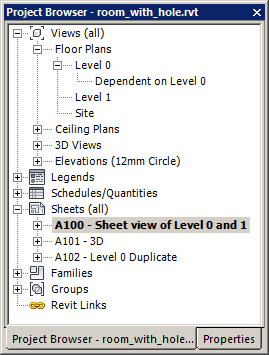 Project Browser - room_with_hole.rvt
Views (all)
Floor Plans
Level 0
Dependent on Level 0
Level 1
Site
Ceiling Plans
3D Views
Elevations (12mm Circle)
Legends
Schedules/Quantities
Sheets (all)
A100 - Sheet view of Level 0 and 1
A101 - 3D
A102 - Level 0 Duplicate
Families
Groups
Revit Links
Project Browser - room_with_hole... Properties